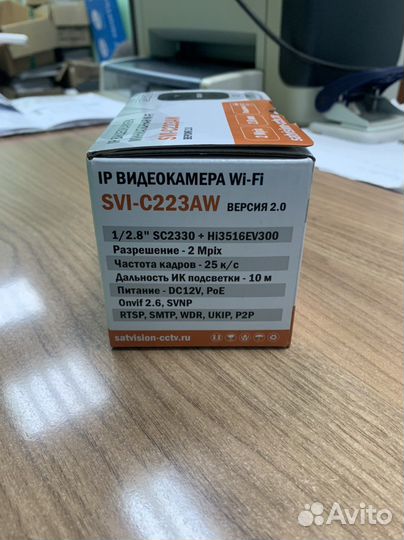 IP ВИДЕОКАМЕРА Wi-Fi
SVI-C223AW ВЕРСИЯ 2.0
1/2.8" SC2330 + Hi3516EV300
Разрешение - 2 Mpix
Частота кадров - 25 к/с
Дальность ИК подсветки - 10 м
Питание - DC12V, PoE
Onvif 2.6, SVNP
RTSP, SMTP, WDR, UKIP, P2P
satvision-cctv.ru
Avito